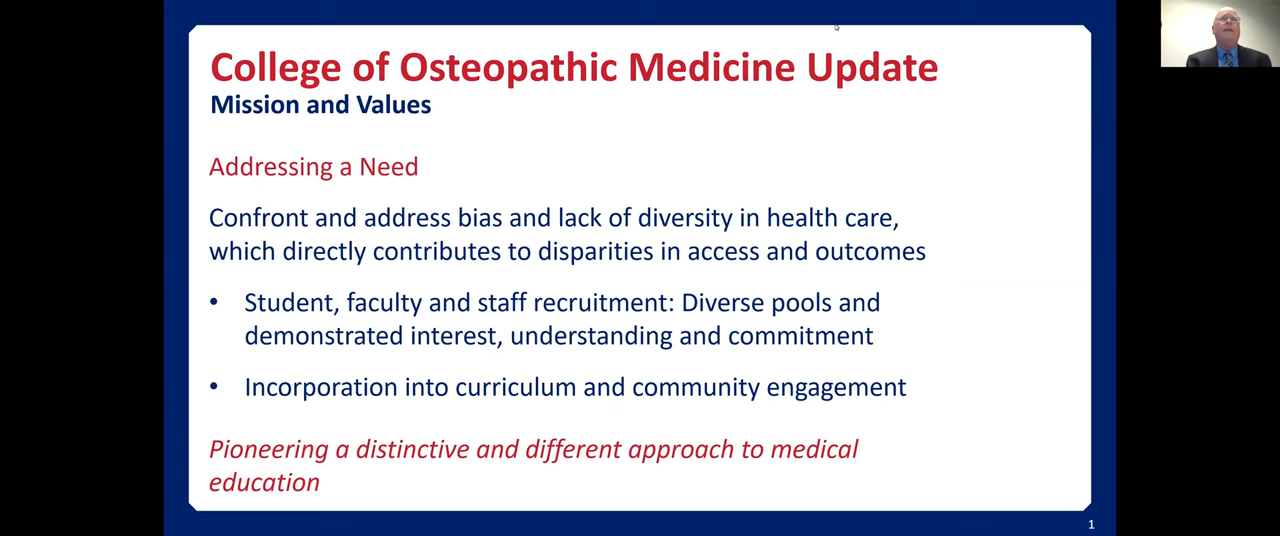 College of Osteopathic Medicine Update
Mission and Values
Addressing a Need
Confront and address bias and lack of diversity in health care,
which directly contributes to disparities in access and outcomes
• Student, faculty and staff recruitment: Diverse pools and
demonstrated interest, understanding and commitment
• Incorporation into curriculum and community engagement
Pioneering a distinctive and different approach to medical
education
1